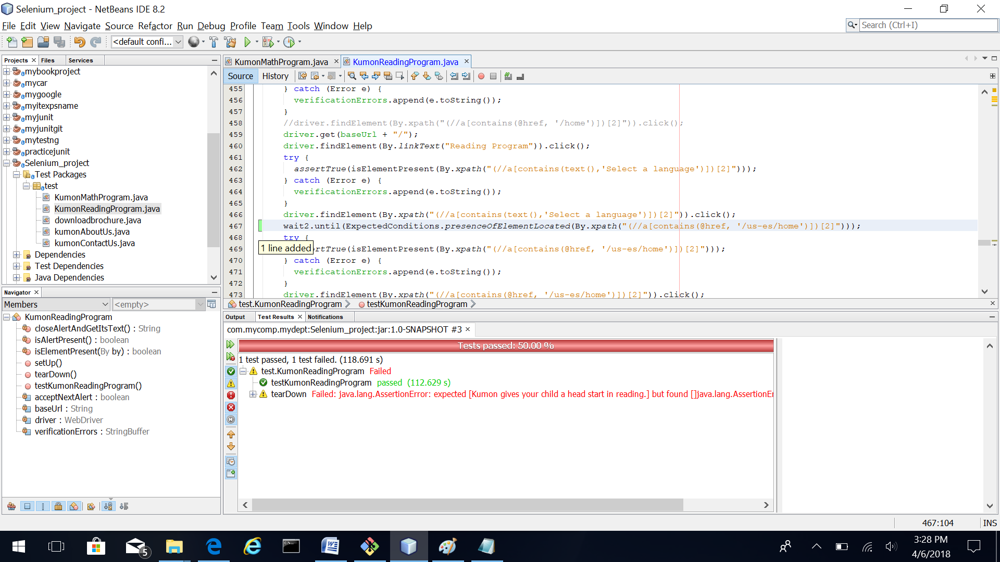 Selenium_project - NetBeans IDE 8.2
File Edit View Navigate Source Refactor Run Debug Profile Team Tools Window Help
Search (Ctrl+I)
<default confi...
Projects Files Services
mybookproject
mycar
mygoogle
myitexpsname
myjunit
myjunitgit
mytestng
practicejunit
Selenium_project
Test Packages
test
KumonMathProgram.java
KumonReadingProgram.java
downloadbrochure.java
kumonAboutUs.java
kumonContactUs.java
Dependencies
Test Dependencies
Java Dependencies
Navigator
Members <empty>
KumonReadingProgram
closeAlertAndGetItsText() : String
isAlertPresent() : boolean
isElementPresent(By by) : boolean
setUp()
tearDown()
testKumonReadingProgram()
acceptNextAlert : boolean
baseUrl : String
driver : WebDriver
verificationErrors : StringBuffer
KumonMathProgram.java KumonReadingProgram.java
Source History
455 } catch (Error e) {
456 verificationErrors.append(e.toString());
457 }
458 //driver.findElement(By.xpath("(//a[contains(@href, '/home')])[2]")).click();
459 driver.get(baseUrl + "/");
460 driver.findElement(By.linkText("Reading Program")).click();
461 try {
462 assertTrue(isElementPresent(By.xpath("(//a[contains(text(),'Select a language')])[2]")));
463 } catch (Error e) {
464 verificationErrors.append(e.toString());
465 }
466 driver.findElement(By.xpath("(//a[contains(text(),'Select a language')])[2]")).click();
467 wait2.until(ExpectedConditions.presenceOfElementLocated(By.xpath("(//a[contains(@href, '/us-es/home')])[2]")));
468 try {
1 line added
469 ertTrue(isElementPresent(By.xpath("(//a[contains(@href, '/us-es/home')])[2]")));
470 } catch (Error e) {
471 verificationErrors.append(e.toString());
472 }
473 driver.findElement(By.xpath("(//a[contains(@href, '/us-es/home')])[2]")).click();
test.KumonReadingProgram testKumonReadingProgram
Output Test Results Notifications
com.mycomp.mydept:Selenium_project:jar:1.0-SNAPSHOT #3
Tests passed: 50.00 %
1 test passed, 1 test failed. (118.691 s)
test.KumonReadingProgram Failed
testKumonReadingProgram passed (112.629 s)
tearDown Failed: java.lang.AssertionError: expected [Kumon gives your child a head start in reading.] but found []java.lang.AssertionEr
467:104 INS
5
3:28 PM
4/6/2018